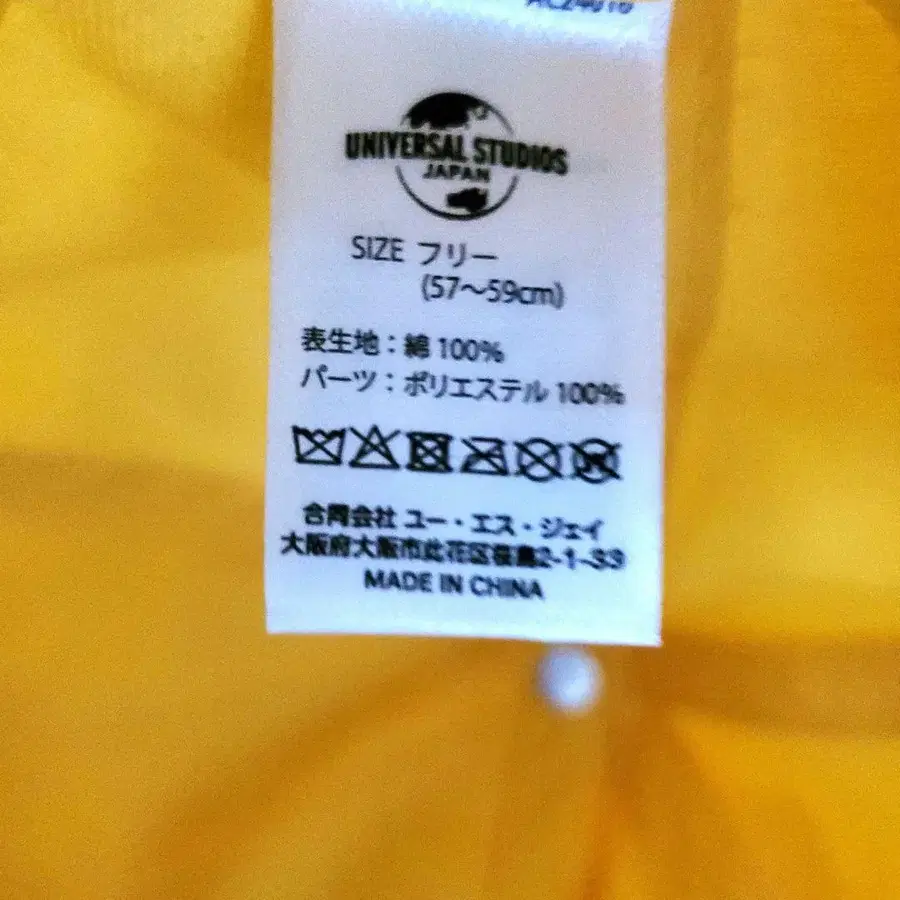 AC24016
UNIVERSAL STUDIOS
JAPAN
SIZE フリー
(57～59cm)
表生地：綿 100%
パーツ：ポリエステル 100%
合同会社 ユー・エス・ジェイ
大阪府大阪市此花区桜島2-1-33
MADE IN CHINA